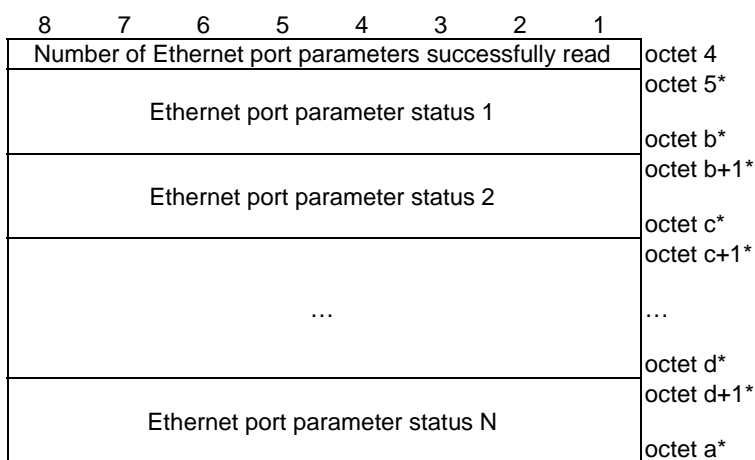 8 7 6 5 4 3 2 1
Number of Ethernet port parameters successfully read octet 4
octet 5*
Ethernet port parameter status 1
octet b*
octet b+1*
Ethernet port parameter status 2
octet c*
octet c+1*
… …
octet d*
octet d+1*
Ethernet port parameter status N
octet a*